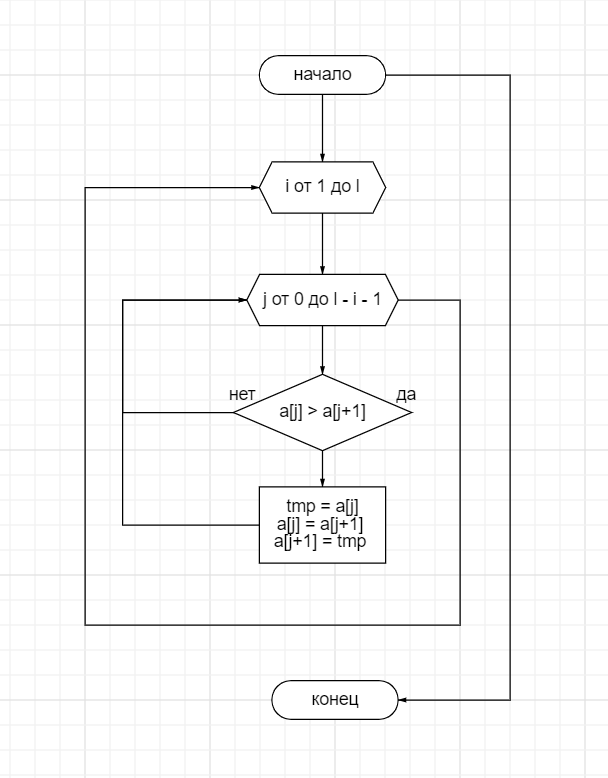 начало
i от 1 до l
j от 0 до l - i - 1
нет
да
a[j] > a[j+1]
tmp = a[j]
a[j] = a[j+1]
a[j+1] = tmp
конец